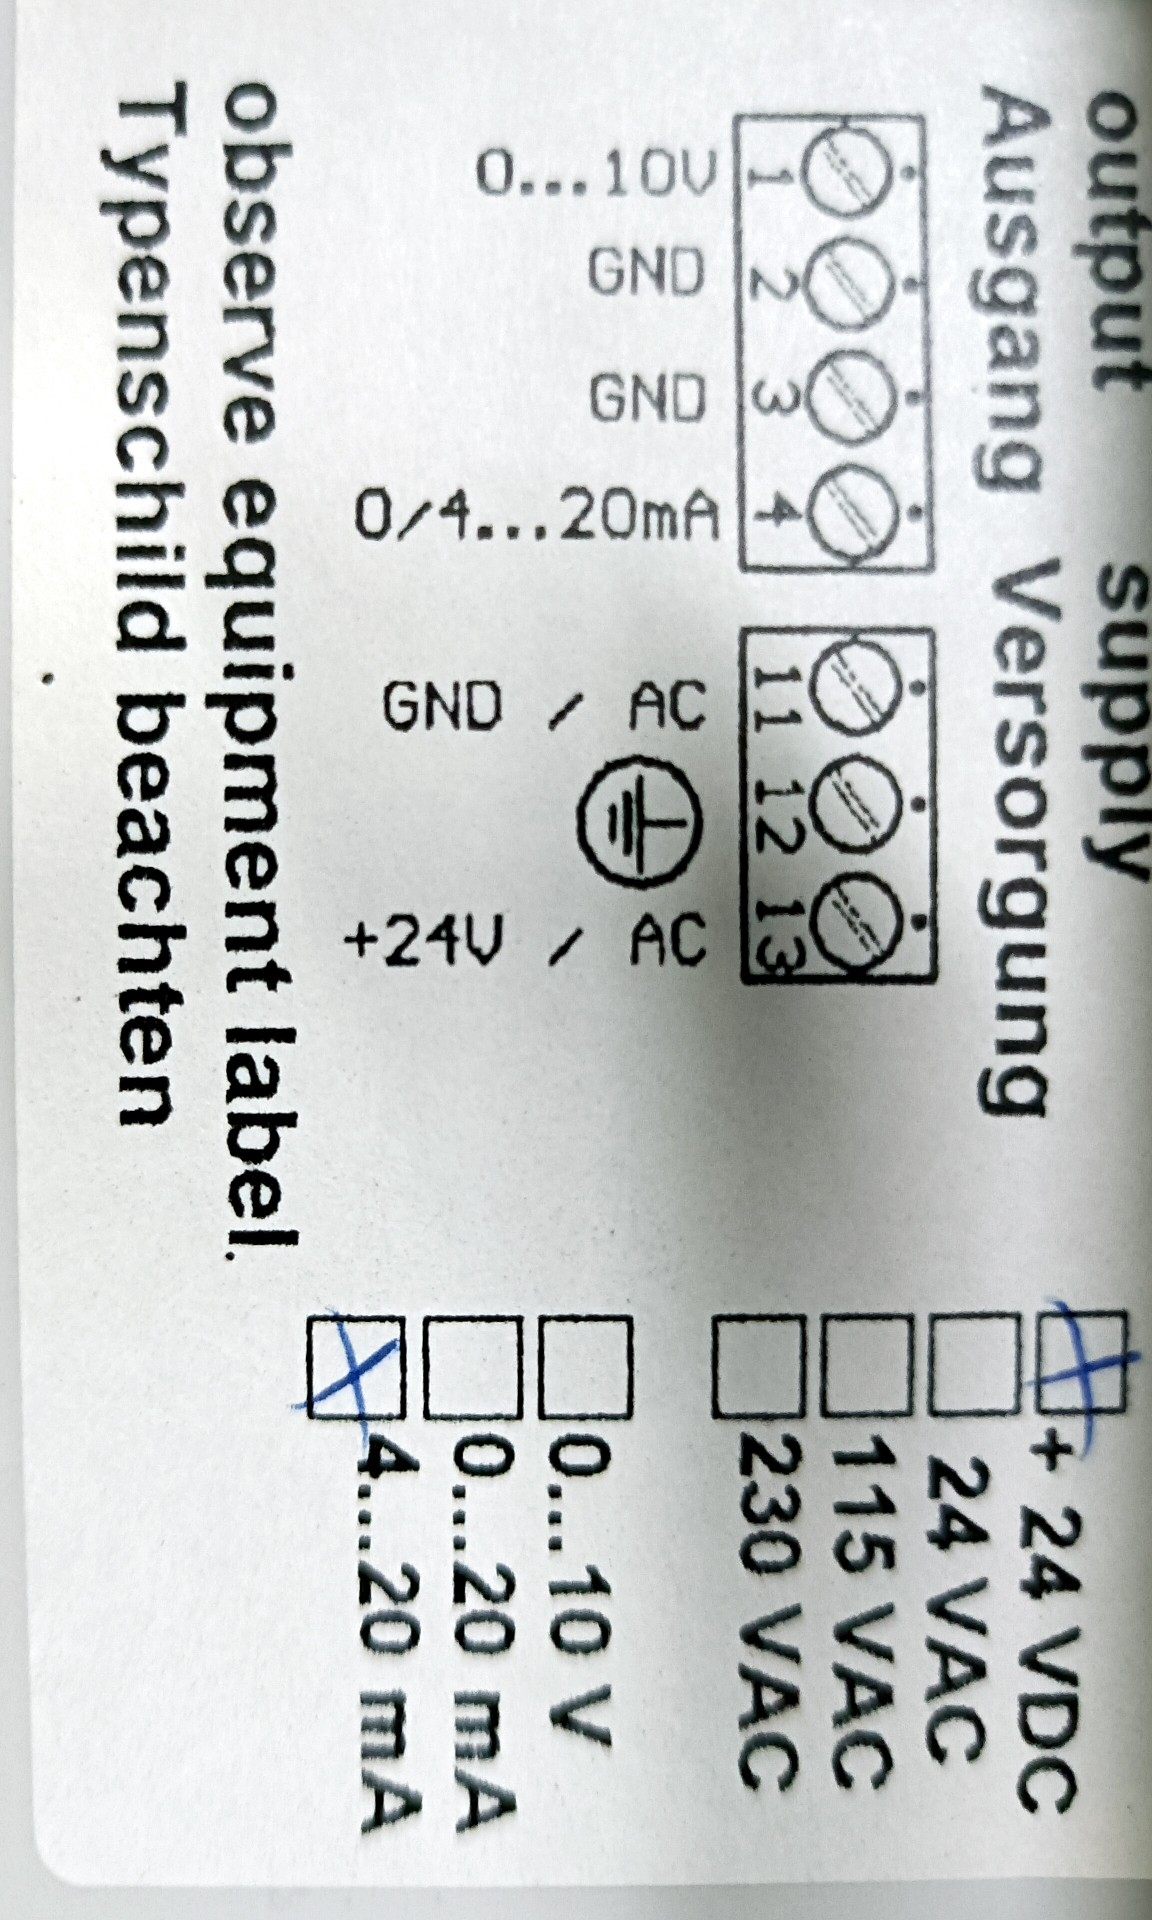 output supply
Ausgang Versorgung
1 2 3 4 11 12 13
0...10V
GND
GND
0/4...20mA
GND / AC
+24V / AC
observe equipment label.
Typenschild beachten
+ 24 VDC
24 VAC
115 VAC
230 VAC
0...10 V
0...20 mA
4...20 mA